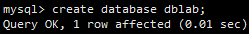 mysql> create database dblab;
Query OK, 1 row affected (0.01 sec)